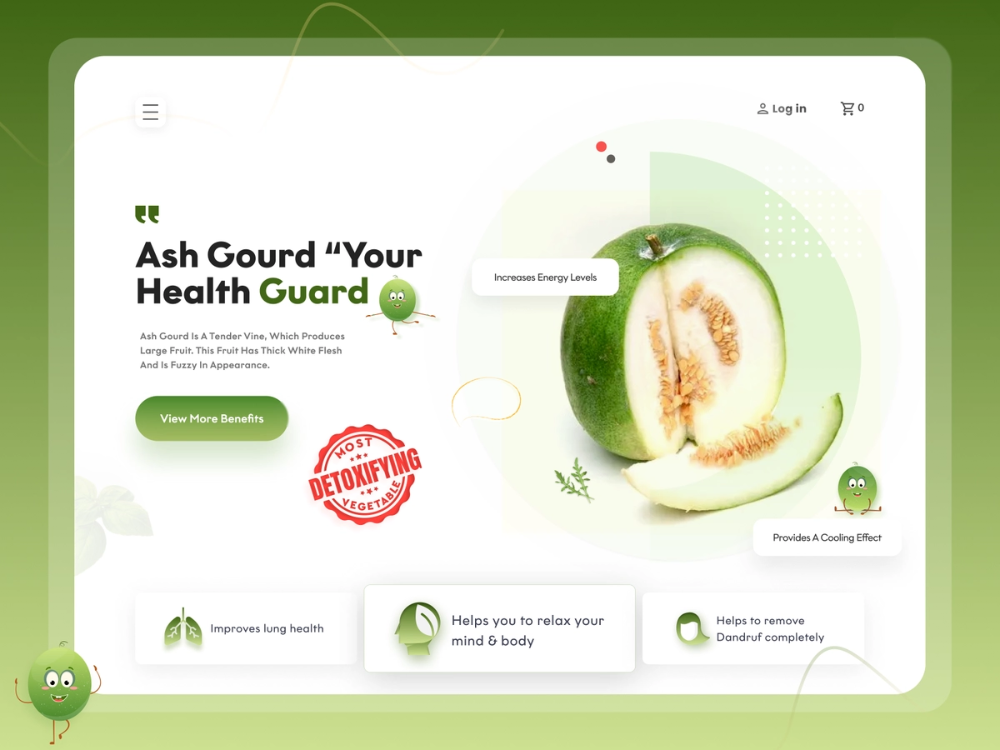 Log in
0
Ash Gourd “Your
Health Guard
Ash Gourd Is A Tender Vine, Which Produces
Large Fruit. This Fruit Has Thick White Flesh
And Is Fuzzy In Appearance.
View More Benefits
Increases Energy Levels
MOST
DETOXIFYING
VEGETABLE
Provides A Cooling Effect
Improves lung health
Helps you to relax your
mind & body
Helps to remove
Dandruf completely